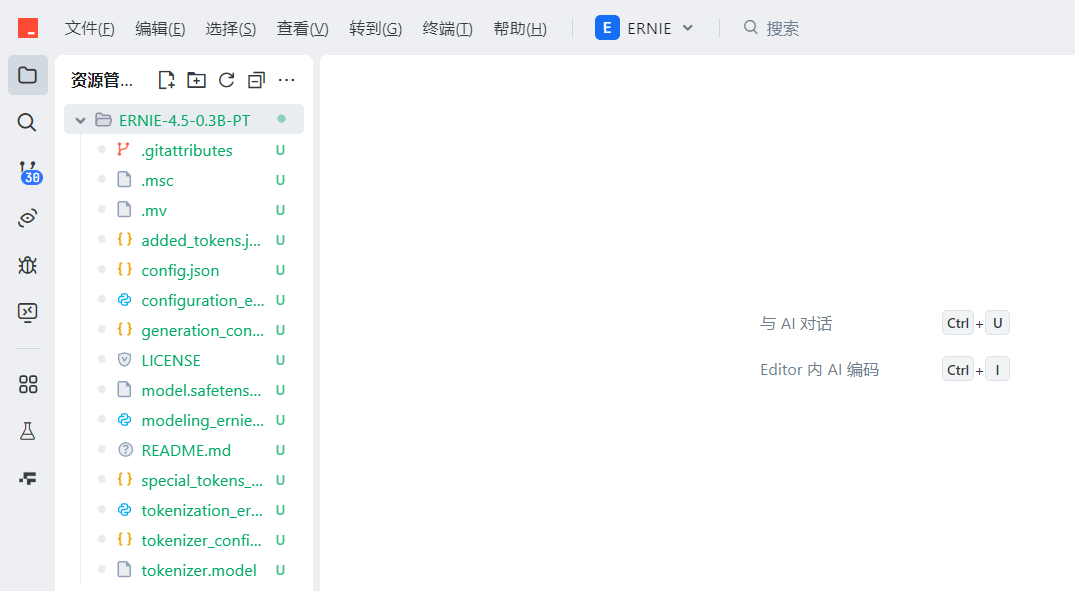 文件(F) 编辑(E) 选择(S) 查看(V) 转到(G) 终端(T) 帮助(H) E ERNIE 搜索
资源管...
ERNIE-4.5-0.3B-PT
.gitattributes U
.msc U
.mv U
added_tokens.j... U
config.json U
configuration_e... U
generation_con... U
LICENSE U
model.safetens... U
modeling_ernie... U
README.md U
special_tokens_... U
tokenization_er... U
tokenizer_confi... U
tokenizer.model U
30
与 AI 对话 Ctrl + U
Editor 内 AI 编码 Ctrl + I